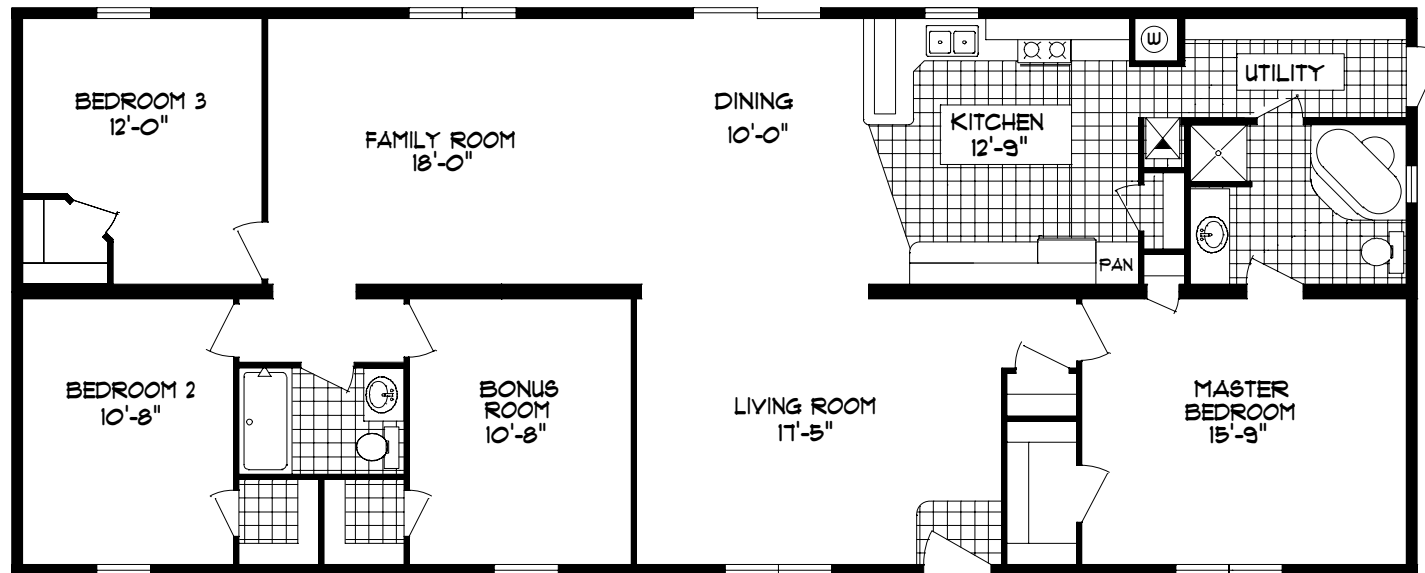 BEDROOM 3
12'-0"
FAMILY ROOM
18'-0"
DINING
10'-0"
KITCHEN
12'-9"
W
UTILITY
PAN
BEDROOM 2
10'-8"
BONUS
ROOM
10'-8"
LIVING ROOM
17'-5"
MASTER
BEDROOM
15'-9"